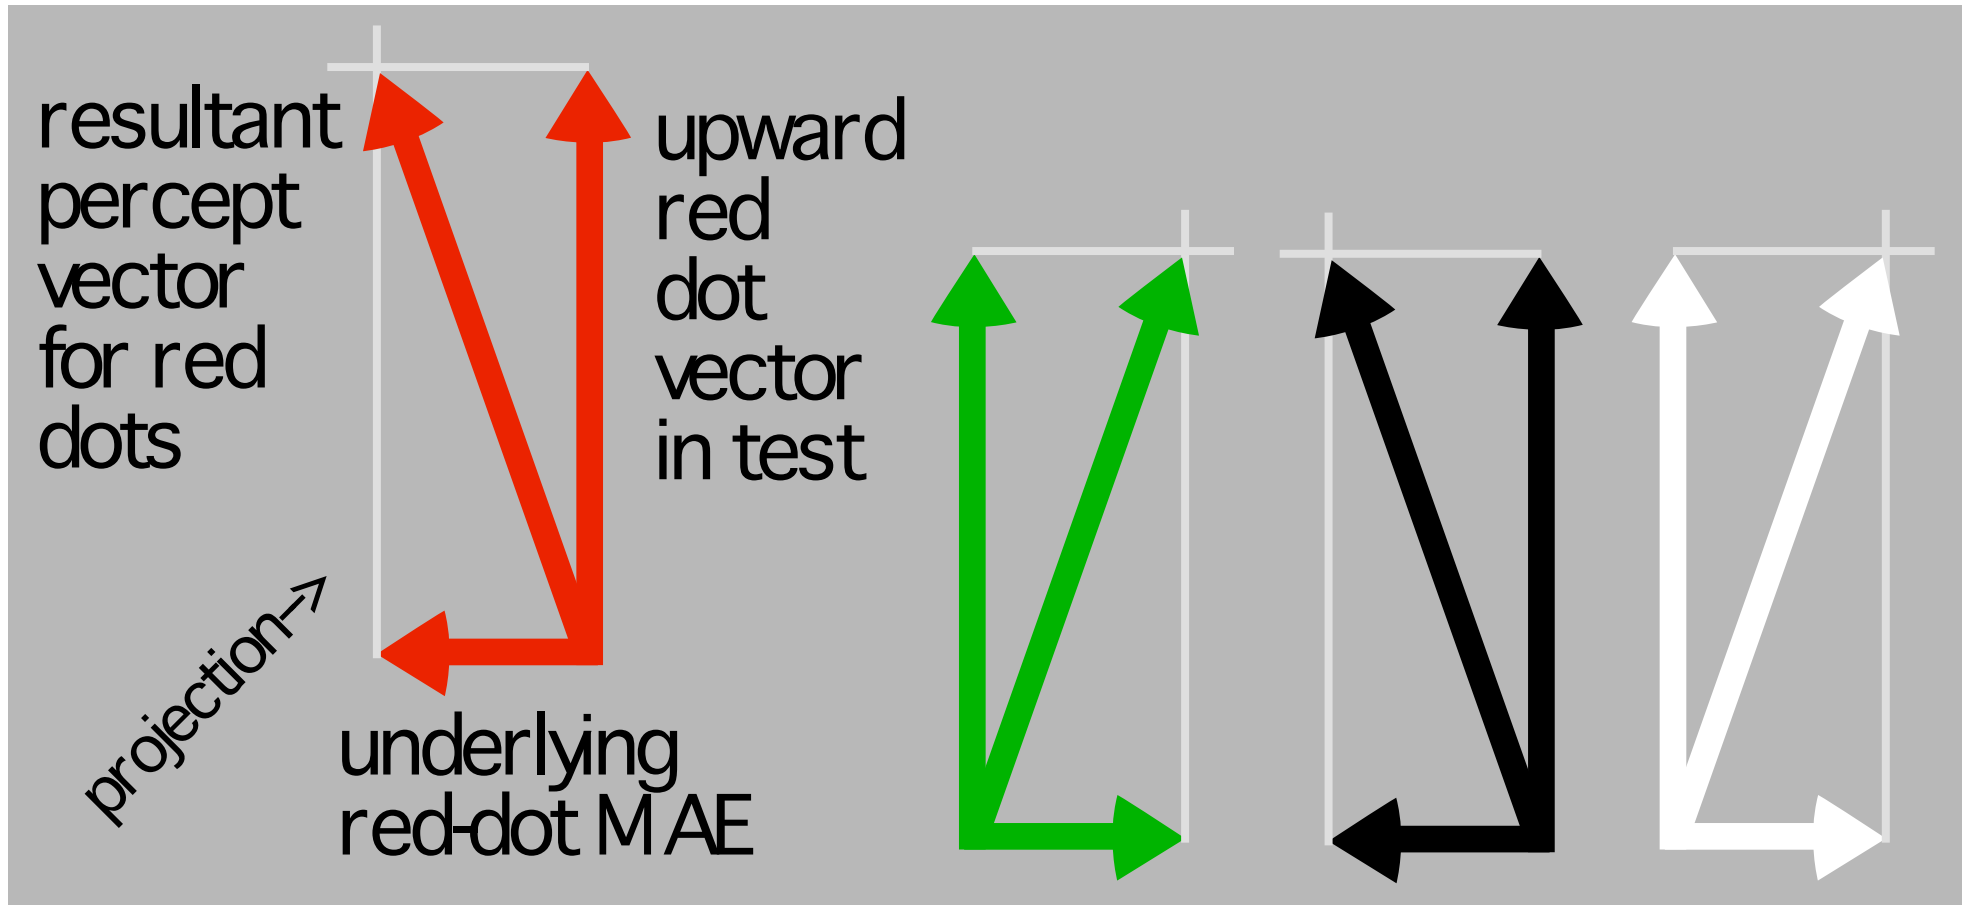 resultant
percept
vector
for red
dots
upward
red
dot
vector
in test
projection->
underlying
red-dot MAE